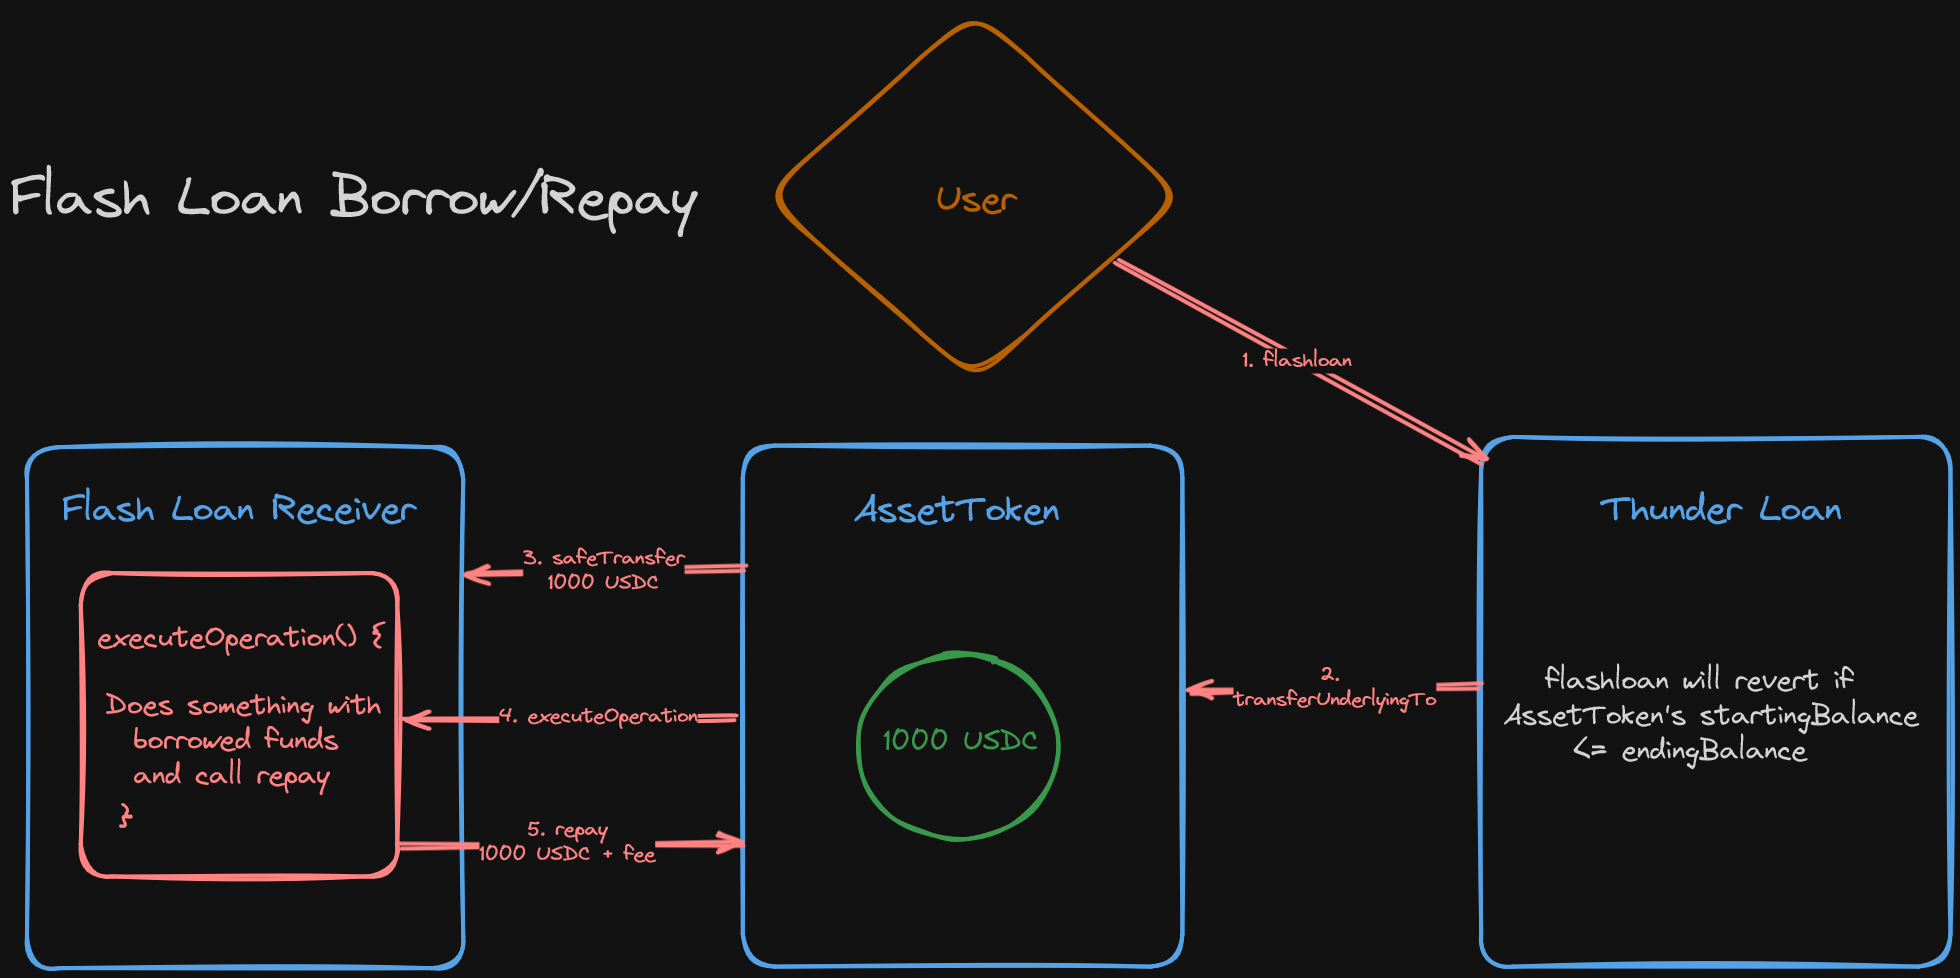 Flash Loan Borrow/Repay
User
1. flashloan
Flash Loan Receiver
executeOperation() {
Does something with
borrowed funds
and call repay
}
3. safeTransfer
1000 USDC
4. executeOperation
5. repay
1000 USDC + fee
AssetToken
1000 USDC
2.
transferUnderlyingTo
Thunder Loan
flashloan will revert if
AssetToken's startingBalance
<= endingBalance